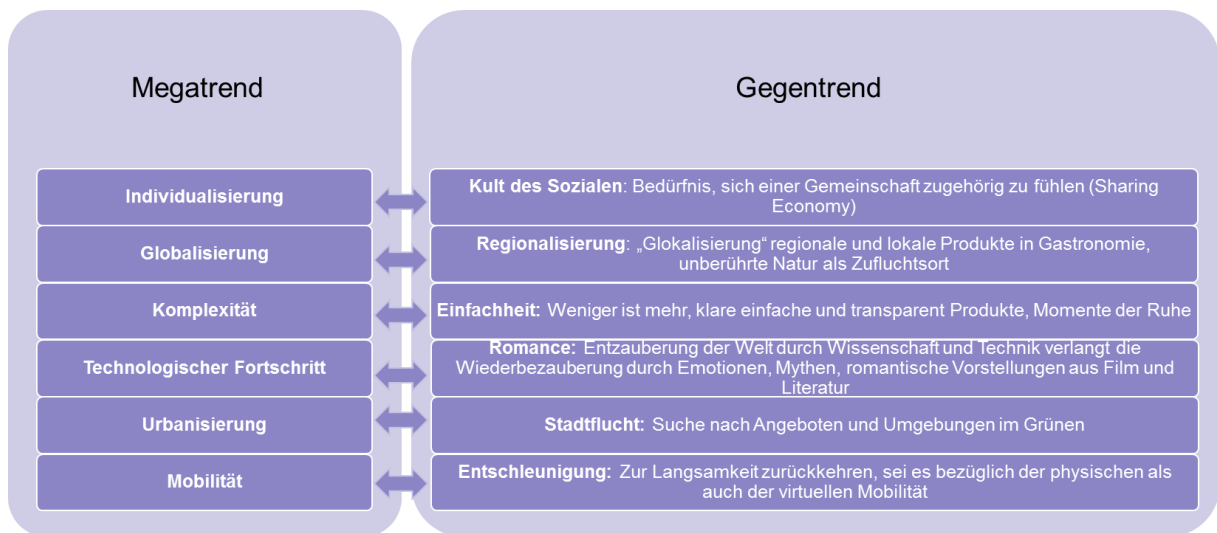 Megatrend
Gegentrend
Individualisierung
Kult des Sozialen: Bedürfnis, sich einer Gemeinschaft zugehörig zu fühlen (Sharing
Economy)
Globalisierung
Regionalisierung: „Glokalisierung“ regionale und lokale Produkte in Gastronomie,
unberührte Natur als Zufluchtsort
Komplexität
Einfachheit: Weniger ist mehr, klare einfache und transparent Produkte, Momente der Ruhe
Technologischer Fortschritt
Romance: Entzauberung der Welt durch Wissenschaft und Technik verlangt die
Wiederbezauberung durch Emotionen, Mythen, romantische Vorstellungen aus Film und
Literatur
Urbanisierung
Stadtflucht: Suche nach Angeboten und Umgebungen im Grünen
Mobilität
Entschleunigung: Zur Langsamkeit zurückkehren, sei es bezüglich der physischen als
auch der virtuellen Mobilität